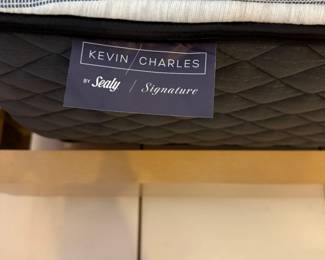 KEVIN / CHARLES
BY Sealy / Signature